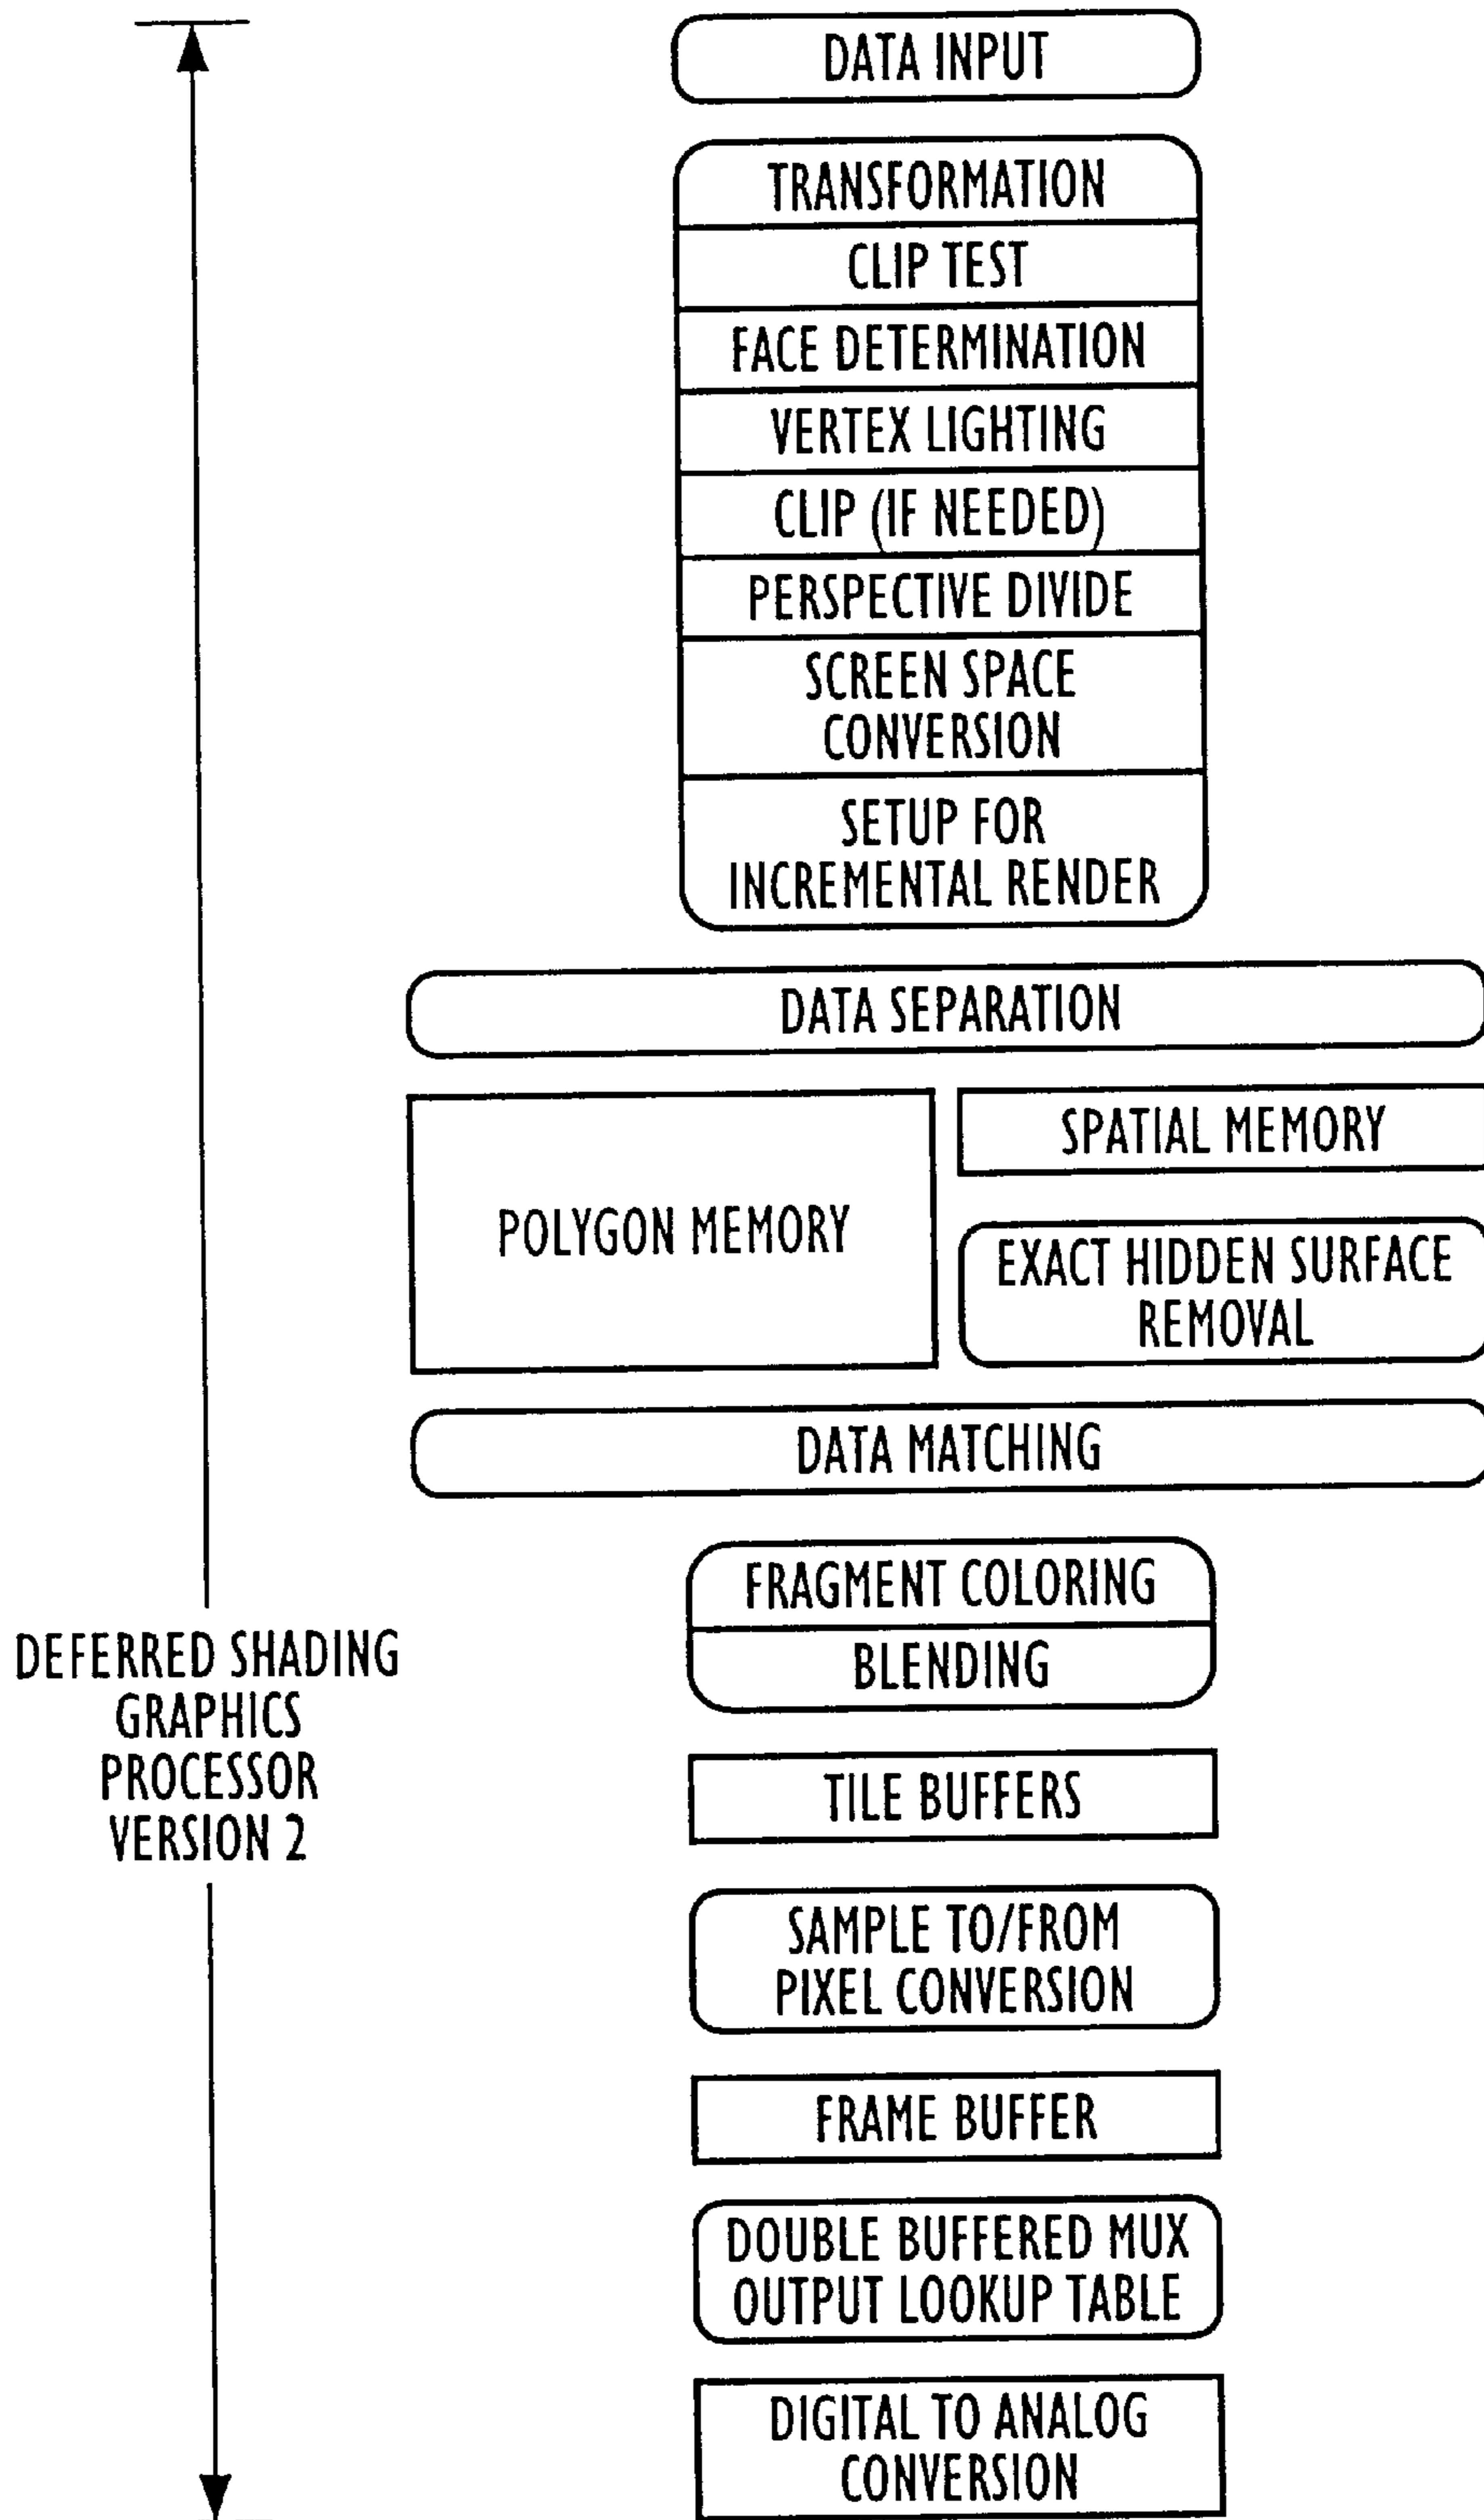 DATA INPUT
TRANSFORMATION
CLIP TEST
FACE DETERMINATION
VERTEX LIGHTING
CLIP (IF NEEDED)
PERSPECTIVE DIVIDE
SCREEN SPACE
CONVERSION
SETUP FOR
INCREMENTAL RENDER
DATA SEPARATION
POLYGON MEMORY
SPATIAL MEMORY
EXACT HIDDEN SURFACE
REMOVAL
DATA MATCHING
FRAGMENT COLORING
BLENDING
DEFERRED SHADING
GRAPHICS
PROCESSOR
VERSION 2
TILE BUFFERS
SAMPLE TO/FROM
PIXEL CONVERSION
FRAME BUFFER
DOUBLE BUFFERED MUX
OUTPUT LOOKUP TABLE
DIGITAL TO ANALOG
CONVERSION